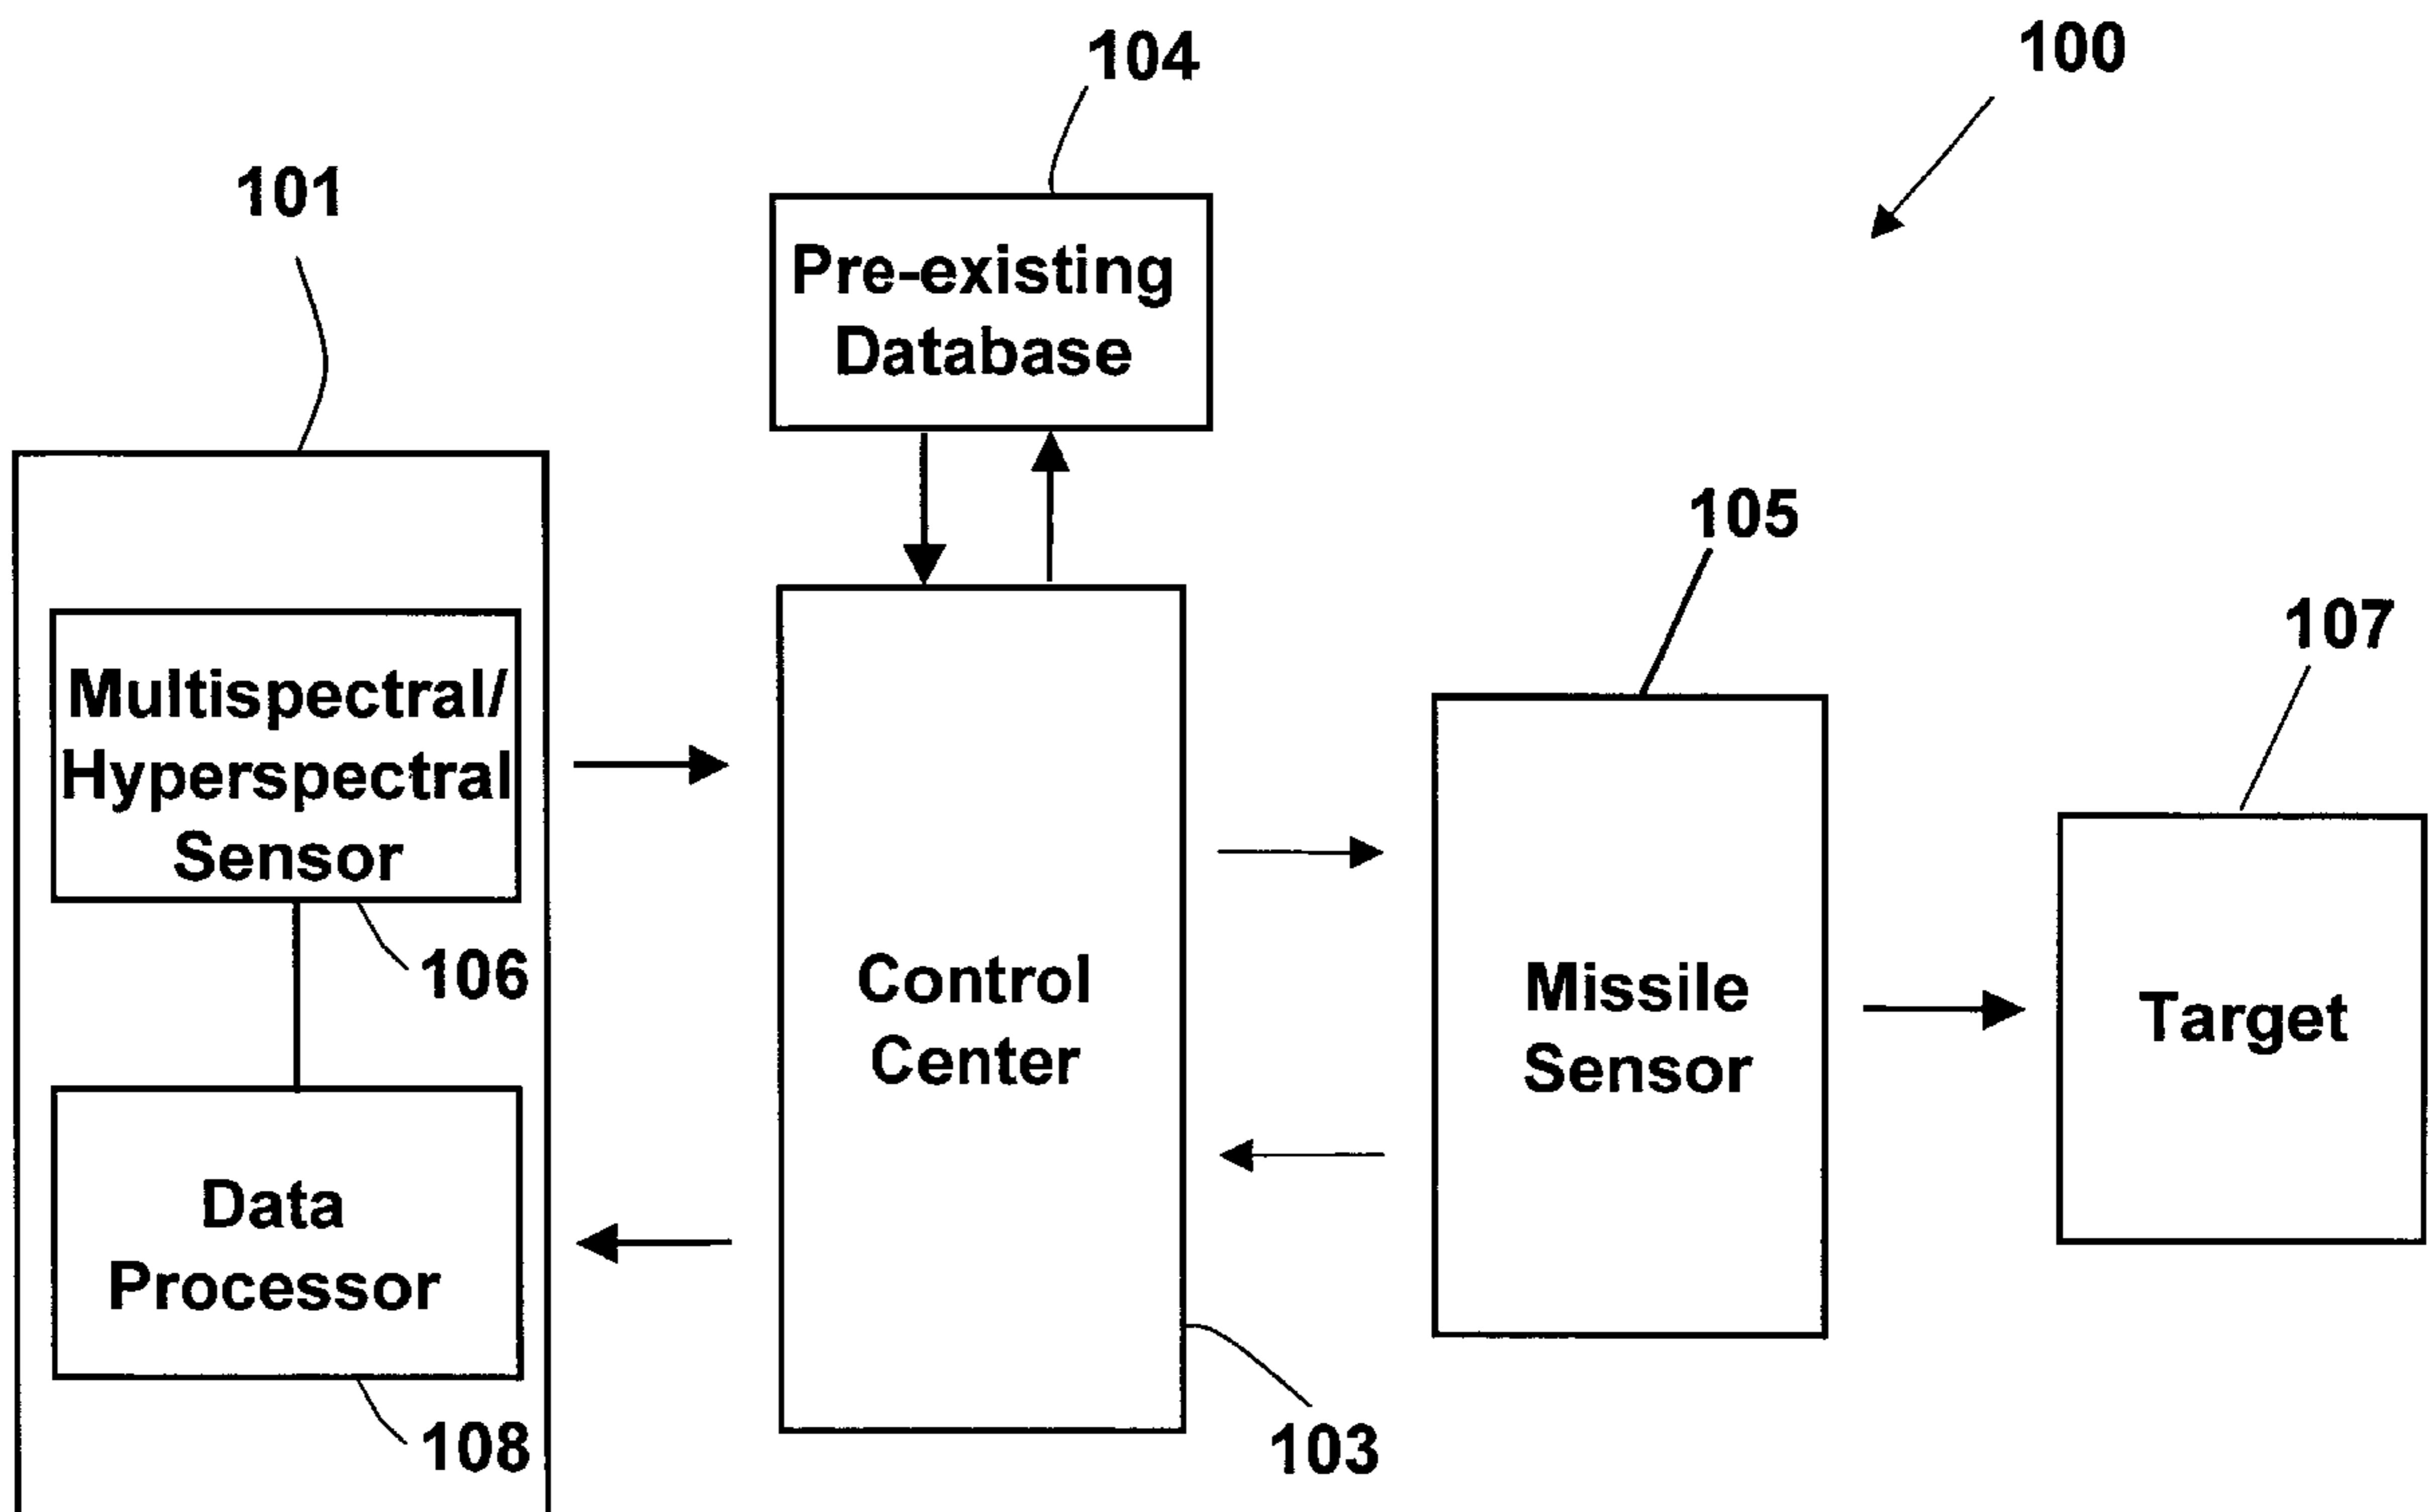 100
104
101
Pre-existing
Database
105
107
Multispectral/
Hyperspectral
Sensor
106
Control
Center
Missile
Sensor
Target
Data
Processor
108
103